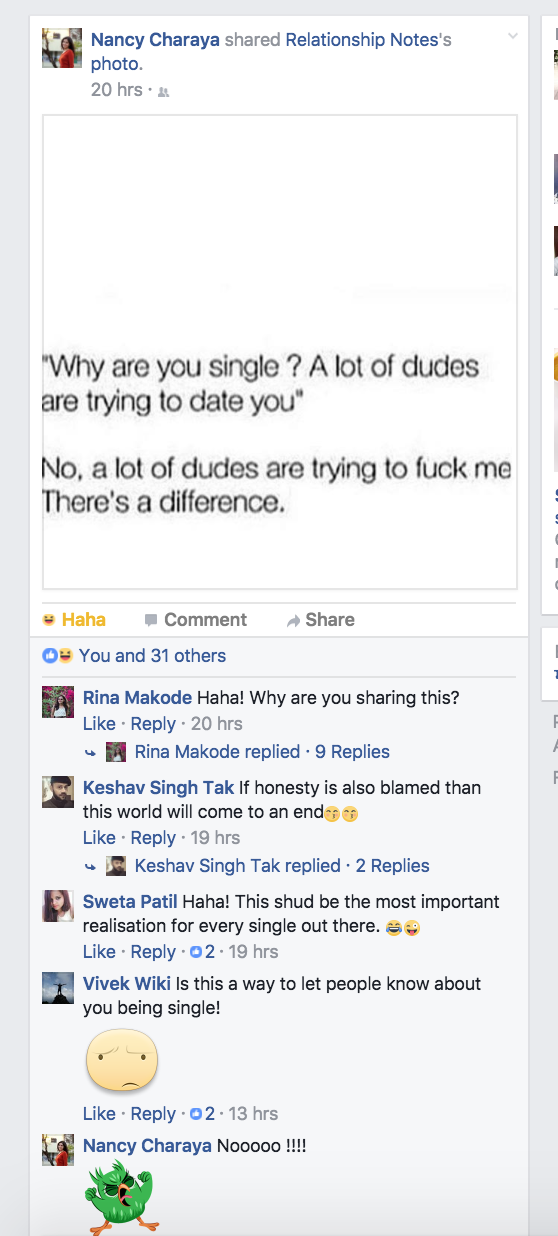 Nancy Charaya shared Relationship Notes's
photo.
20 hrs ·
"Why are you single ? A lot of dudes
are trying to date you"
No, a lot of dudes are trying to fuck me
There's a difference.
Haha Comment Share
You and 31 others
Rina Makode Haha! Why are you sharing this?
Like · Reply · 20 hrs
Rina Makode replied · 9 Replies
Keshav Singh Tak If honesty is also blamed than
this world will come to an end😙😙
Like · Reply · 19 hrs
Keshav Singh Tak replied · 2 Replies
Sweta Patil Haha! This shud be the most important
realisation for every single out there. 😂😜
Like · Reply · 2 · 19 hrs
Vivek Wiki Is this a way to let people know about
you being single!
Like · Reply · 2 · 13 hrs
Nancy Charaya Nooooo !!!!